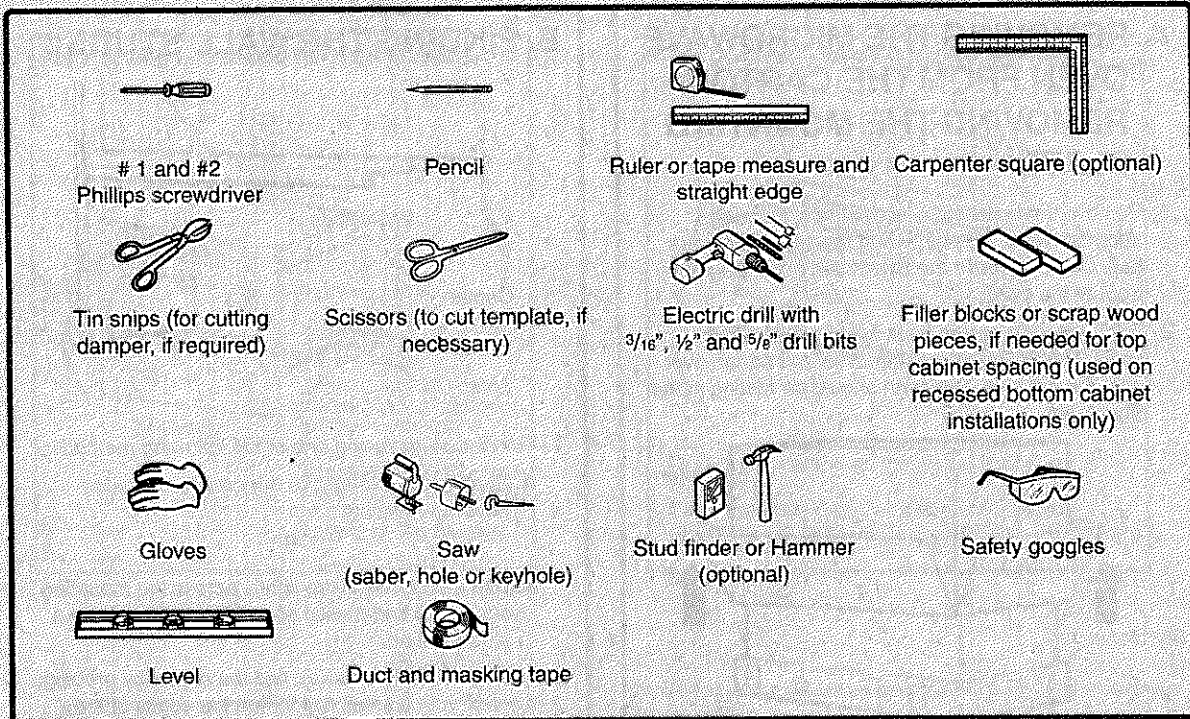 # 1 and #2
Phillips screwdriver
Pencil
Ruler or tape measure and
straight edge
Carpenter square (optional)
Tin snips (for cutting
damper, if required)
Scissors (to cut template, if
necessary)
Electric drill with
3/16", 1/2" and 5/8" drill bits
Filler blocks or scrap wood
pieces, if needed for top
cabinet spacing (used on
recessed bottom cabinet
installations only)
Gloves
Saw
(saber, hole or keyhole)
Stud finder or Hammer
(optional)
Safety goggles
Level
Duct and masking tape